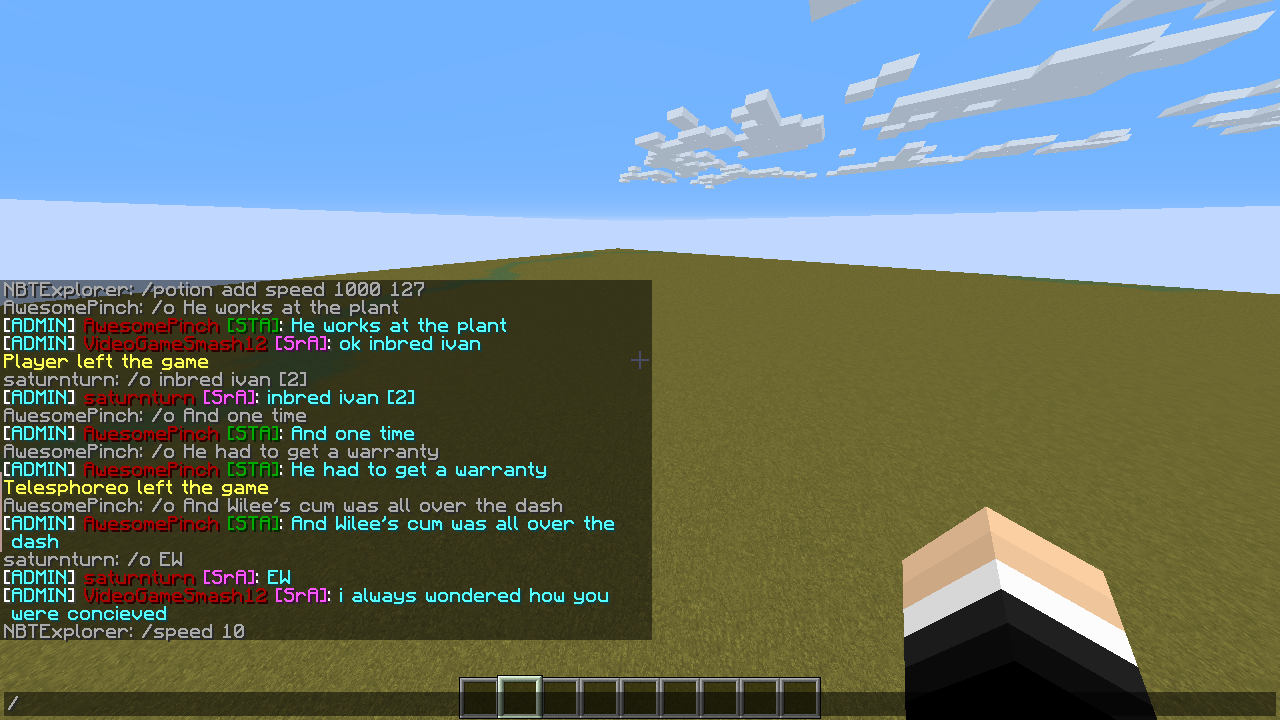 NBTExplorer: /potion add speed 1000 127
AwesomePinch: /o He works at the plant
[ADMIN] AwesomePinch [STA]: He works at the plant
[ADMIN] VideoGameSmash12 [SrA]: ok inbred ivan
Player left the game
saturnturn: /o inbred ivan [2]
[ADMIN] saturnturn [SrA]: inbred ivan [2]
AwesomePinch: /o And one time
[ADMIN] AwesomePinch [STA]: And one time
AwesomePinch: /o He had to get a warranty
[ADMIN] AwesomePinch [STA]: He had to get a warranty
Telesphoreo left the game
AwesomePinch: /o And Wilee's cum was all over the dash
[ADMIN] AwesomePinch [STA]: And Wilee's cum was all over the
dash
saturnturn: /o EW
[ADMIN] saturnturn [SrA]: EW
[ADMIN] VideoGameSmash12 [SrA]: i always wondered how you
were concieved
NBTExplorer: /speed 10
/